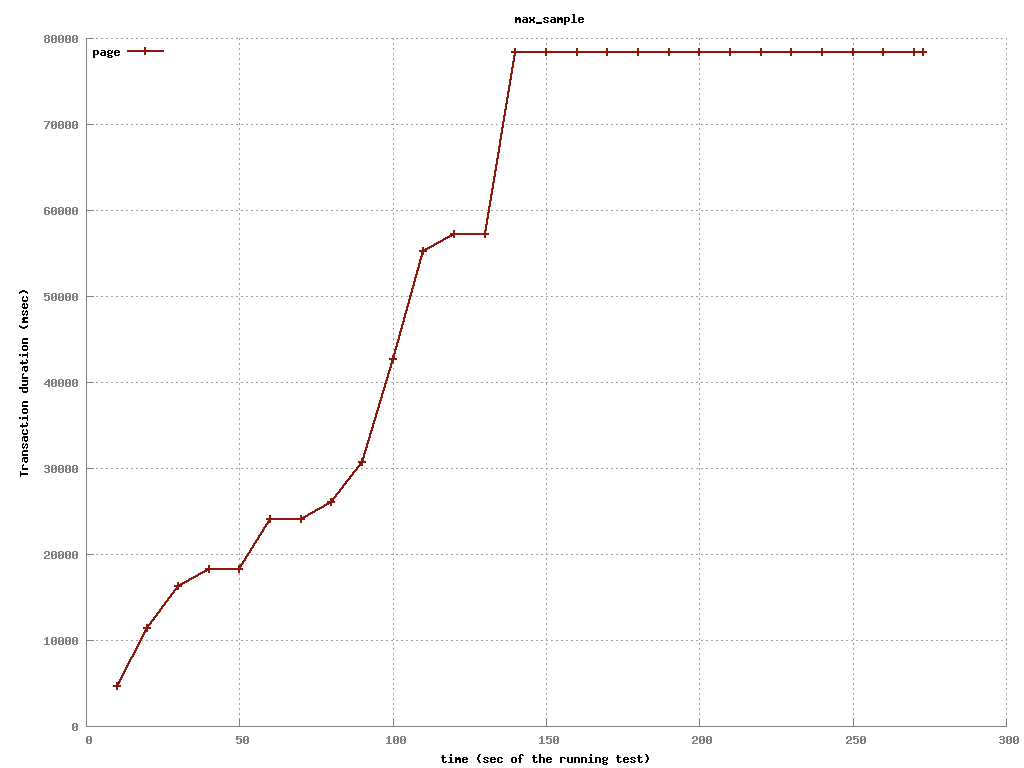 max_sample
80000
page
70000
60000
50000
40000
30000
20000
10000
0
Transaction duration (msec)
0 50 100 150 200 250 300
time (sec of the running test)